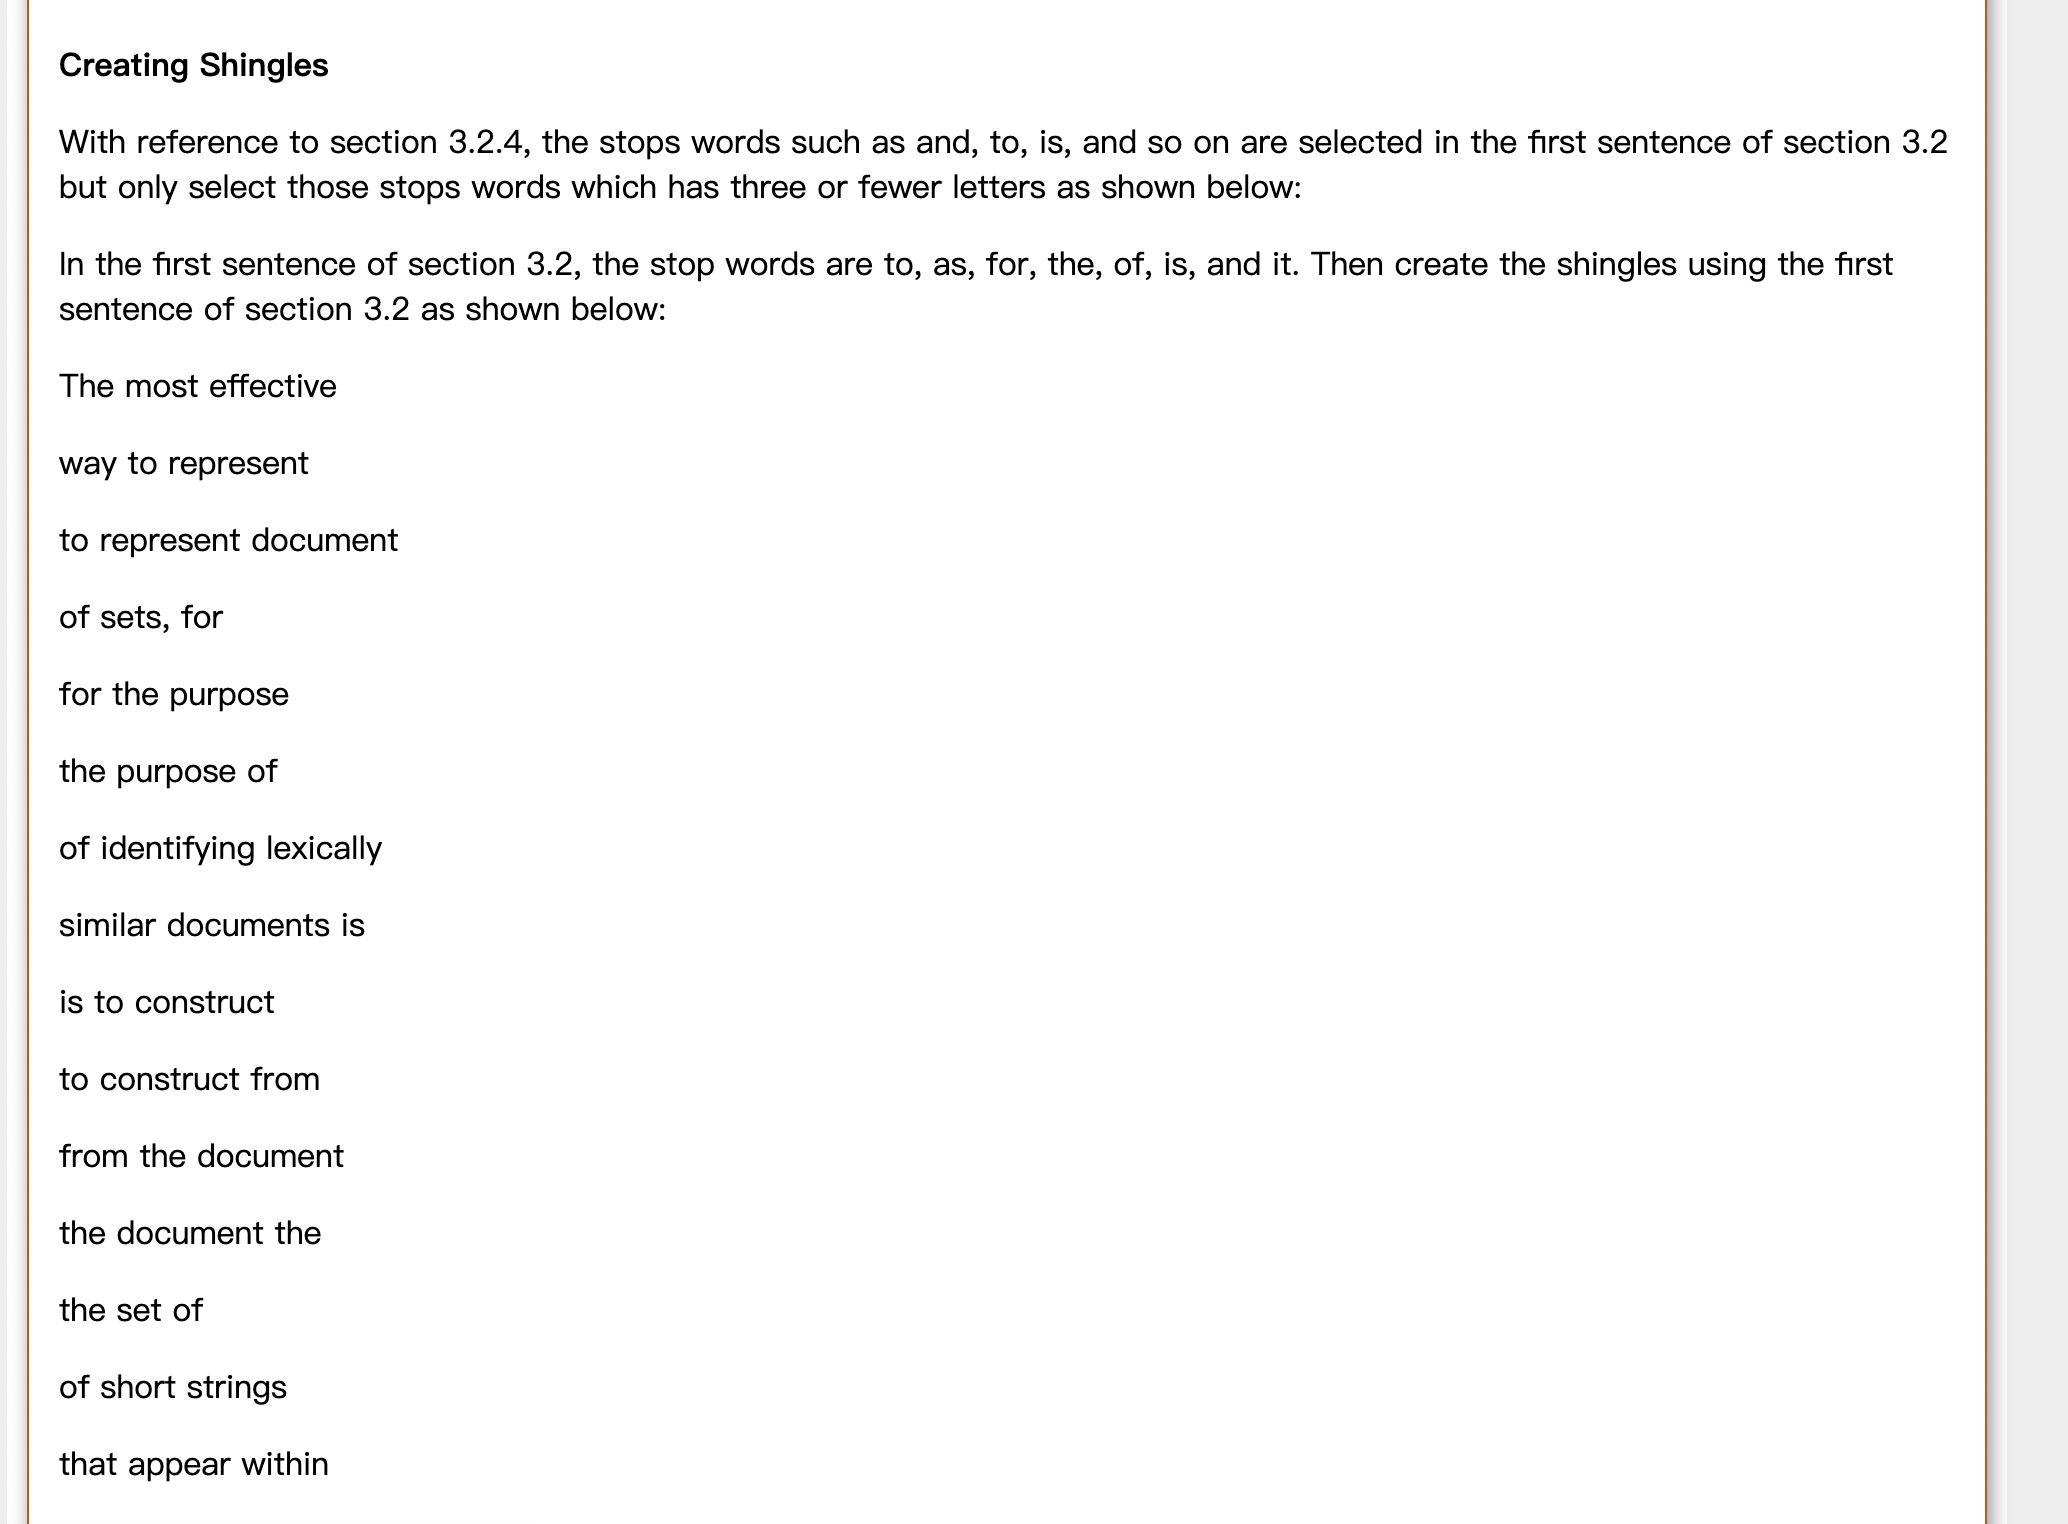 Creating Shingles
With reference to section 3.2.4, the stops words such as and, to, is, and so on are selected in the first sentence of section 3.2
but only select those stops words which has three or fewer letters as shown below:
In the first sentence of section 3.2, the stop words are to, as, for, the, of, is, and it. Then create the shingles using the first
sentence of section 3.2 as shown below:
The most effective
way to represent
to represent document
of sets, for
for the purpose
the purpose of
of identifying lexically
similar documents is
is to construct
to construct from
from the document
the document the
the set of
of short strings
that appear within